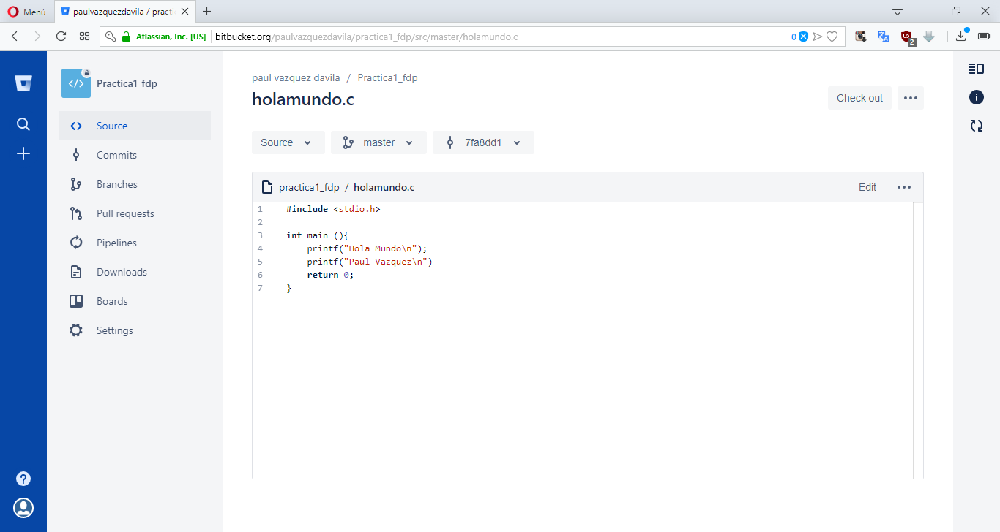 Menú
paulvazquezdavila / practi
Atlassian, Inc. [US]
bitbucket.org/paulvazquezdavila/practica1_fdp/src/master/holamundo.c
0
2
</>
Practica1_fdp
Source
Commits
Branches
Pull requests
Pipelines
Downloads
Boards
Settings
paul vazquez davila / Practica1_fdp
holamundo.c
Check out
Source
master
7fa8dd1
practica1_fdp / holamundo.c
Edit
1 #include <stdio.h>
2
3 int main (){
4 printf("Hola Mundo\n");
5 printf("Paul Vazquez\n")
6 return 0;
7 }